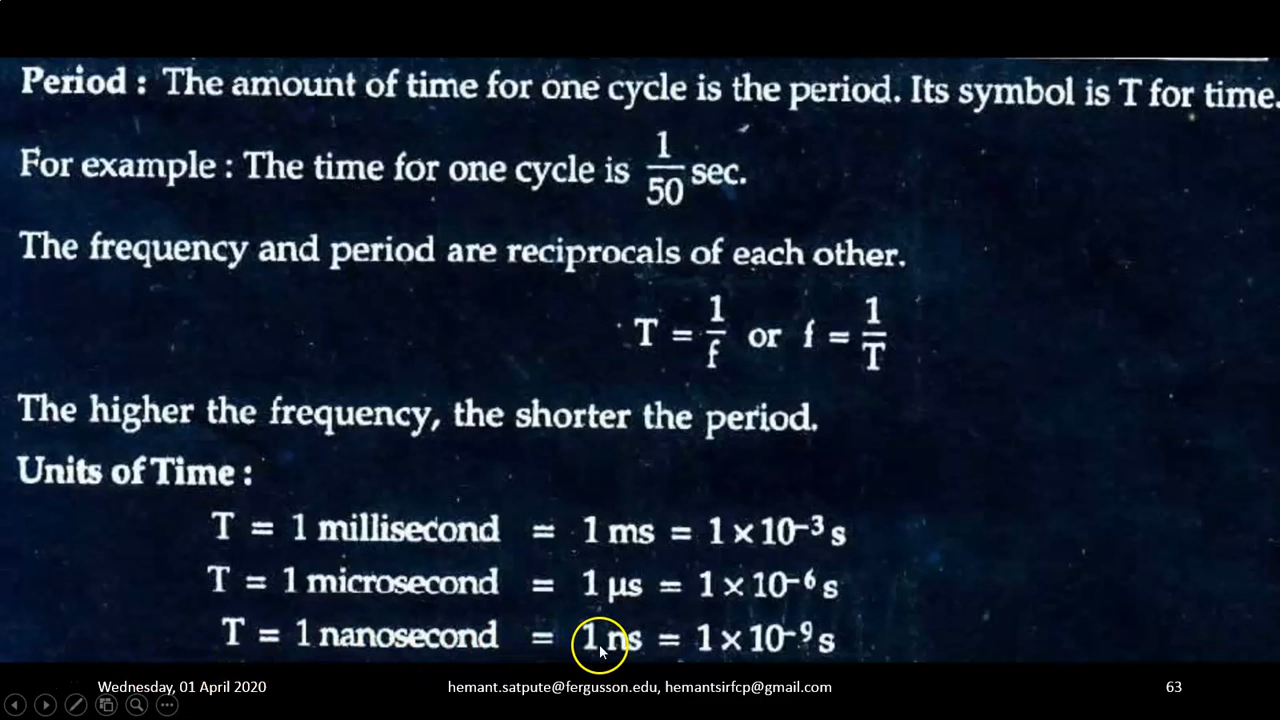 Period : The amount of time for one cycle is the period. Its symbol is T for time.
For example : The time for one cycle is 1/50 sec.
The frequency and period are reciprocals of each other.
T = 1/f or f = 1/T
The higher the frequency, the shorter the period.
Units of Time :
T = 1 millisecond = 1 ms = 1 × 10⁻³ s
T = 1 microsecond = 1 μs = 1 × 10⁻⁶ s
T = 1 nanosecond = 1 ns = 1 × 10⁻⁹ s
Wednesday, 01 April 2020 hemant.satpute@fergusson.edu, hemantsirfcp@gmail.com 63